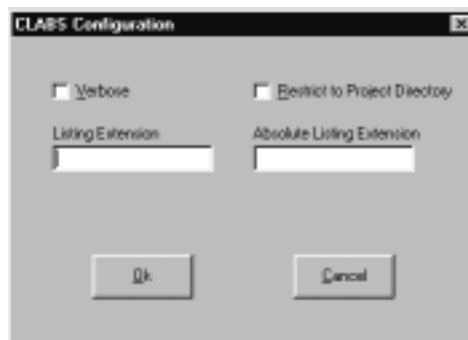 CLABS Configuration
Verbose
Restrict to Project Directory
Listing Extension
Absolute Listing Extension
Ok
Cancel